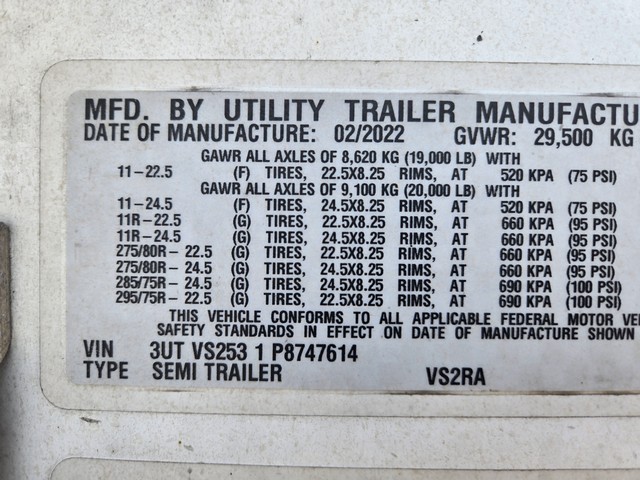 MFD. BY UTILITY TRAILER MANUFACTU
DATE OF MANUFACTURE: 02/2022 GVWR: 29,500 KG
GAWR ALL AXLES OF 8,620 KG (19,000 LB) WITH
11-22.5 (F) TIRES, 22.5X8.25 RIMS, AT 520 KPA (75 PSI)
GAWR ALL AXLES OF 9,100 KG (20,000 LB) WITH
11-24.5 (F) TIRES, 24.5X8.25 RIMS, AT 520 KPA (75 PSI)
11R-22.5 (G) TIRES, 22.5X8.25 RIMS, AT 660 KPA (95 PSI)
11R-24.5 (G) TIRES, 24.5X8.25 RIMS, AT 660 KPA (95 PSI)
275/80R-22.5 (G) TIRES, 22.5X8.25 RIMS, AT 660 KPA (95 PSI)
275/80R-24.5 (G) TIRES, 24.5X8.25 RIMS, AT 660 KPA (95 PSI)
285/75R-24.5 (G) TIRES, 24.5X8.25 RIMS, AT 690 KPA (100 PSI)
295/75R-22.5 (G) TIRES, 22.5X8.25 RIMS, AT 690 KPA (100 PSI)
THIS VEHICLE CONFORMS TO ALL APPLICABLE FEDERAL MOTOR VE
SAFETY STANDARDS IN EFFECT ON DATE OF MANUFACTURE SHOWN
VIN 3UT VS253 1 P8747614
TYPE SEMI TRAILER VS2RA